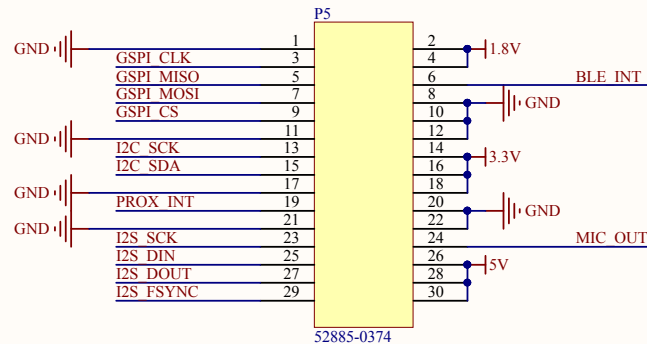 P5
GND 1 2 1.8V
GSPI_CLK 3 4
GSPI_MISO 5 6 BLE_INT
GSPI_MOSI 7 8 GND
GSPI_CS 9 10
GND 11 12
I2C_SCK 13 14 3.3V
I2C_SDA 15 16
GND 17 18
PROX_INT 19 20 GND
GND 21 22
I2S_SCK 23 24 MIC_OUT
I2S_DIN 25 26 5V
I2S_DOUT 27 28
I2S_FSYNC 29 30
52885-0374